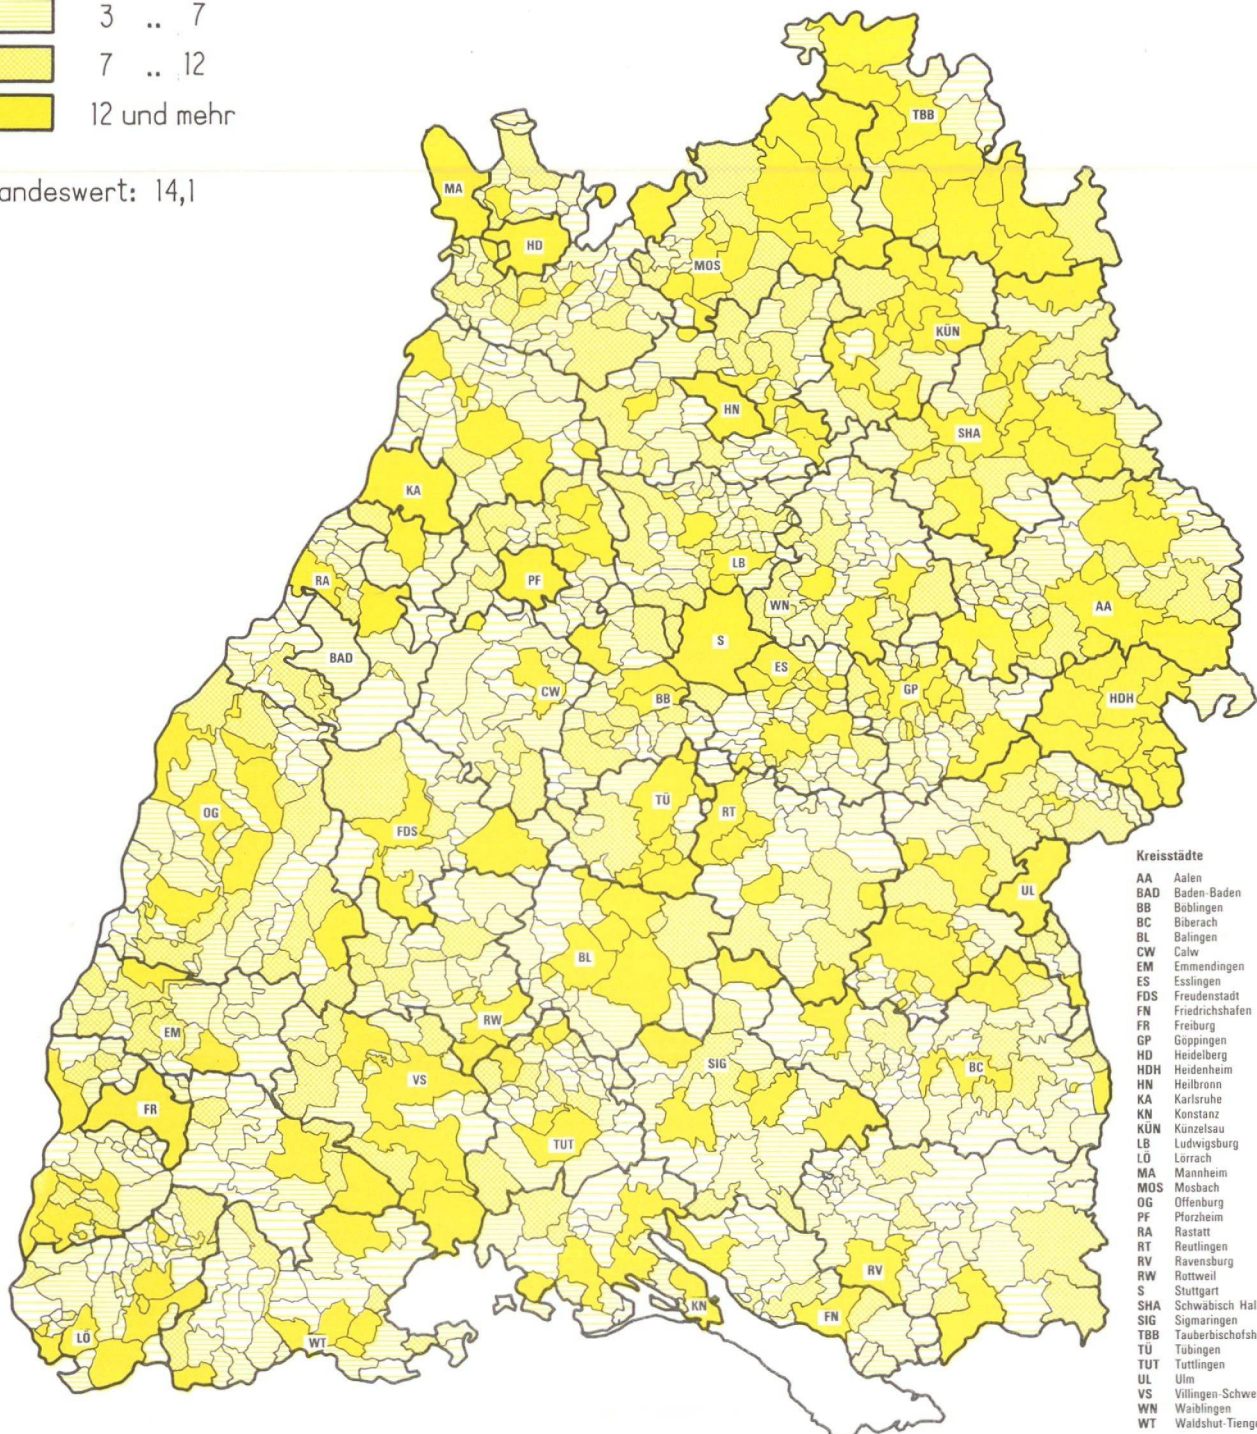 3 .. 7
7 .. 12
12 und mehr
andeswert: 14,1
TBB
MA
HD
MOS
KÜN
HN
SHA
KA
LB
PF
RA
WN
AA
S
BAD
ES
CW
BB
GP
HDH
TÜ
OG
RT
FDS
UL
BL
RW
EM
SIG
BC
VS
FR
TUT
RV
KN
FN
LÖ
WT
Kreisstädte
AA Aalen
BAD Baden-Baden
BB Böblingen
BC Biberach
BL Balingen
CW Calw
EM Emmendingen
ES Esslingen
FDS Freudenstadt
FN Friedrichshafen
FR Freiburg
GP Göppingen
HD Heidelberg
HDH Heidenheim
HN Heilbronn
KA Karlsruhe
KN Konstanz
KÜN Künzelsau
LB Ludwigsburg
LÖ Lörrach
MA Mannheim
MOS Mosbach
OG Offenburg
PF Pforzheim
RA Rastatt
RT Reutlingen
RV Ravensburg
RW Rottweil
S Stuttgart
SHA Schwäbisch Hal
SIG Sigmaringen
TBB Tauberbischofsh
TÜ Tübingen
TUT Tuttlingen
UL Ulm
VS Villingen-Schwe
WN Waiblingen
WT Waldshut-Tieng